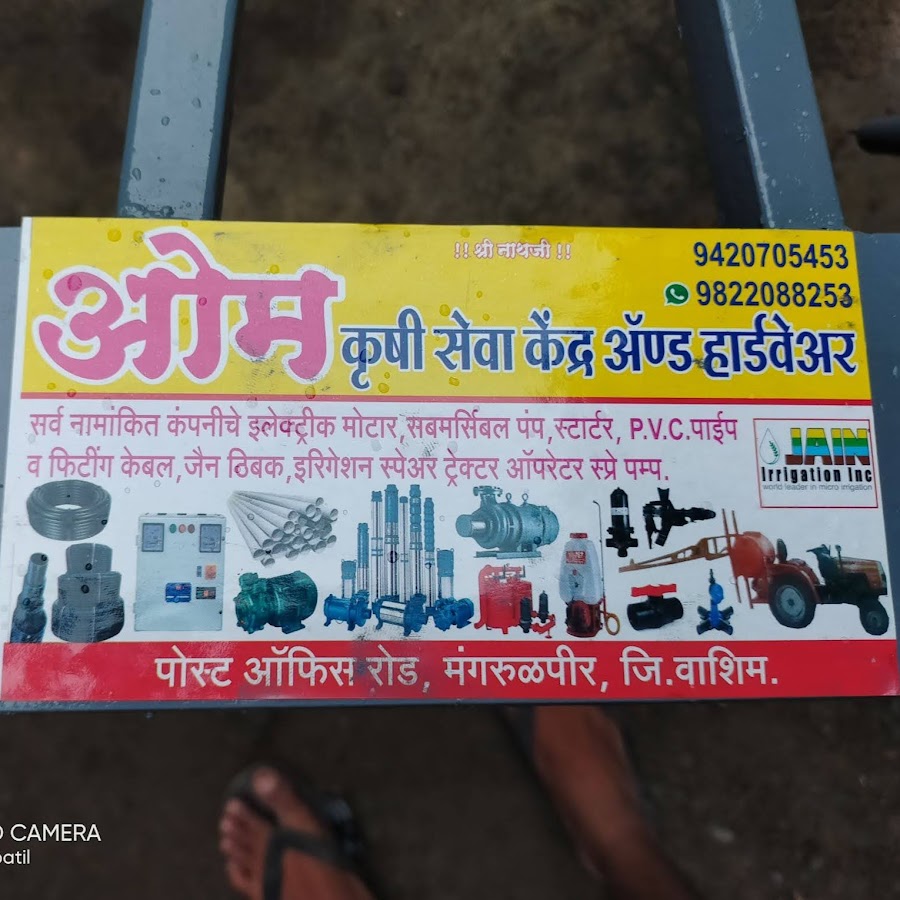 !! श्री नाथजी !!
9420705453
9822088253
ओम
कृषी सेवा केंद्र ॲण्ड हार्डवेअर
सर्व नामांकित कंपनीचे इलेक्ट्रीक मोटार,सबमर्सिबल पंप,स्टार्टर, P.V.C.पाईप
व फिटींग केबल,जैन ठिबक,इरिगेशन स्पेअर ट्रेक्टर ऑपरेटर स्प्रे पम्प.
JAIN
Irrigation Inc
world leader in micro irrigation
पोस्ट ऑफिस रोड, मंगरुळपीर, जि.वाशिम.
CAMERA
patil